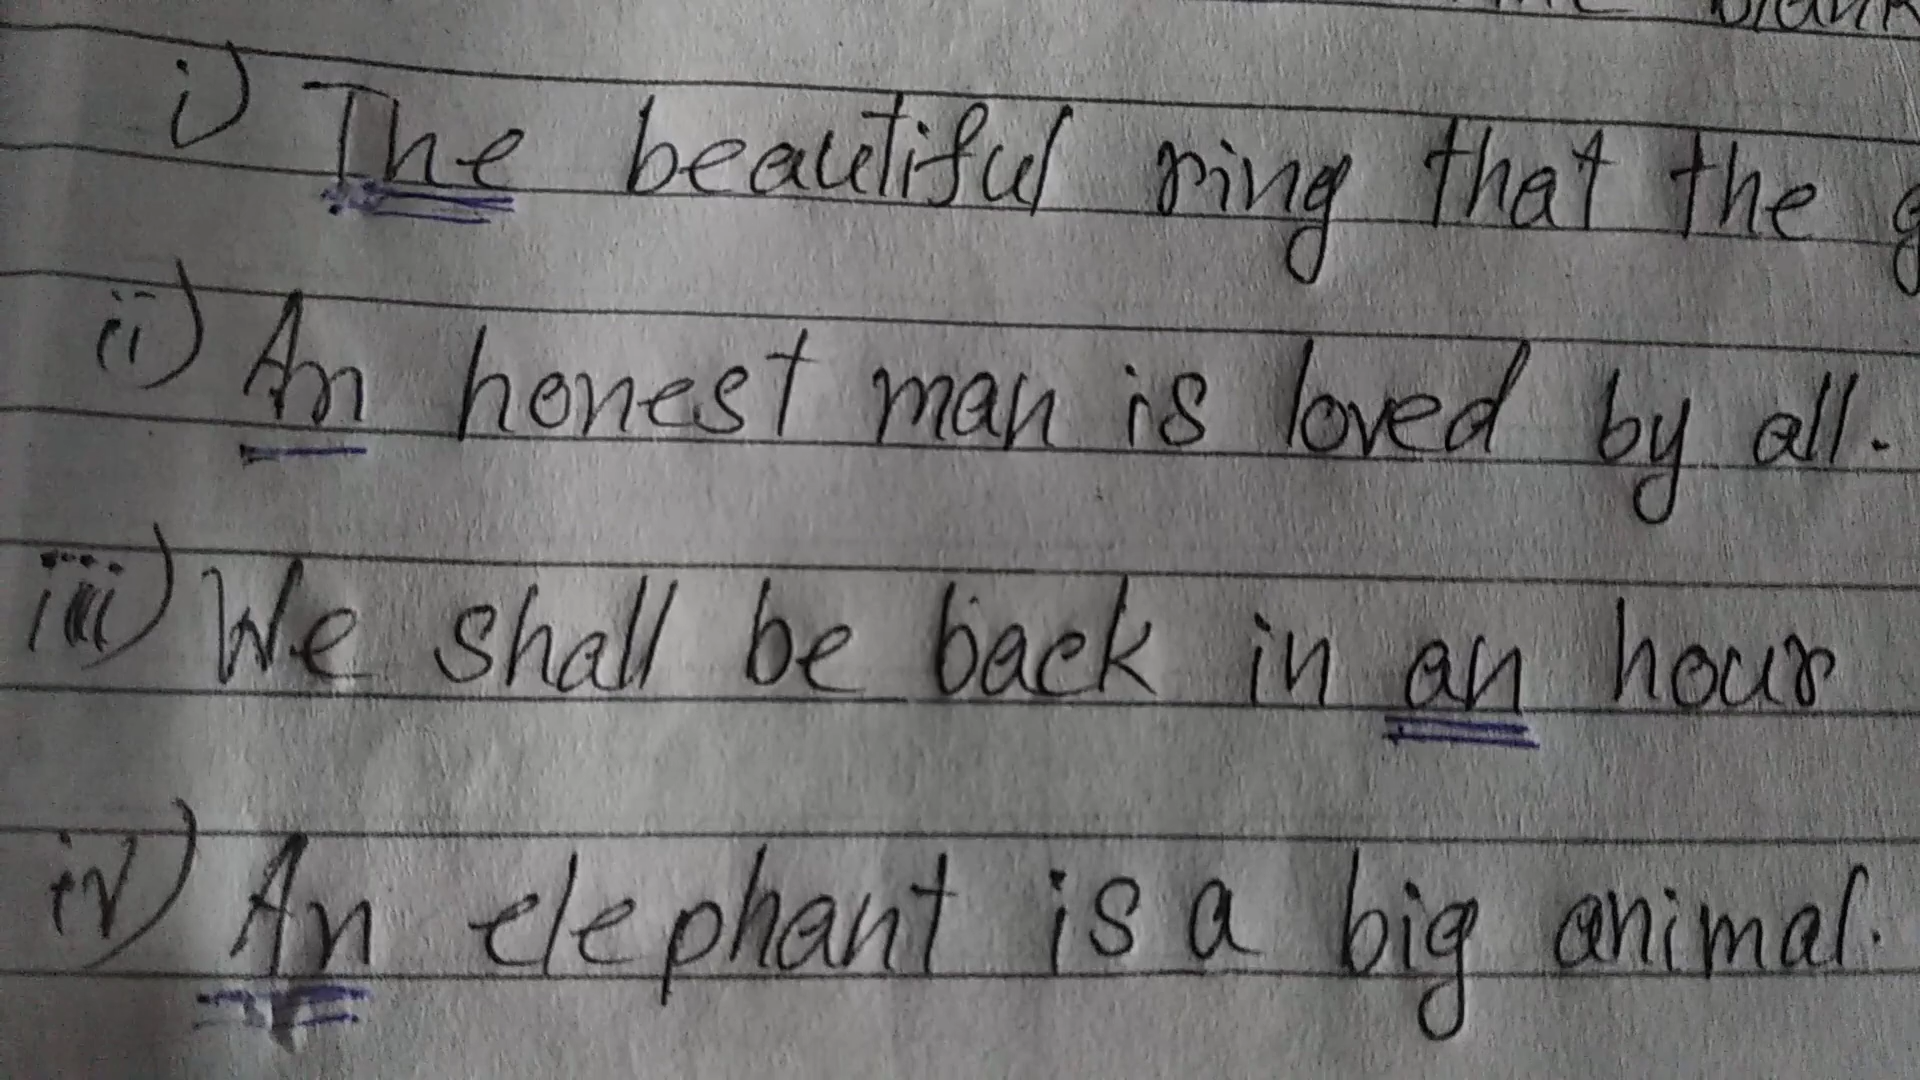 blank
i) The beautiful ring that the
ii) An honest man is loved by all.
iii) We shall be back in an hour
iv) An elephant is a big animal.